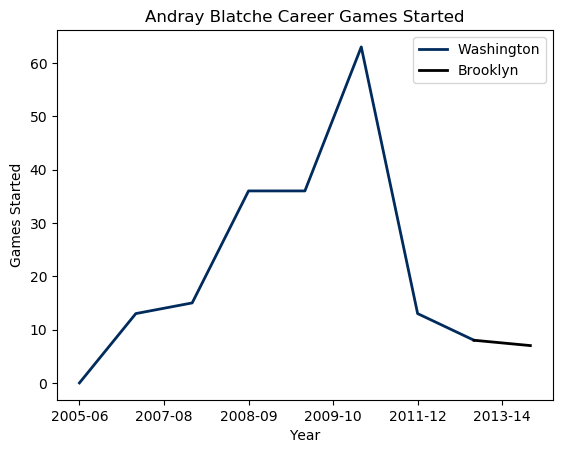 Andray Blatche Career Games Started
Washington
Brooklyn
Games Started
60
50
40
30
20
10
0
2005-06 2007-08 2008-09 2009-10 2011-12 2013-14
Year